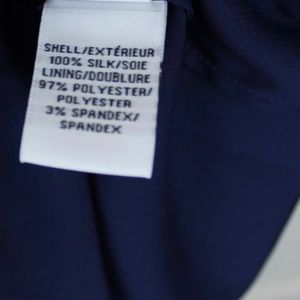 SHELL/EXTÉRIEUR
100% SILK/SOIE
LINING/DOUBLURE
97% POLYESTER/
POLYESTER
3% SPANDEX/
SPANDEX